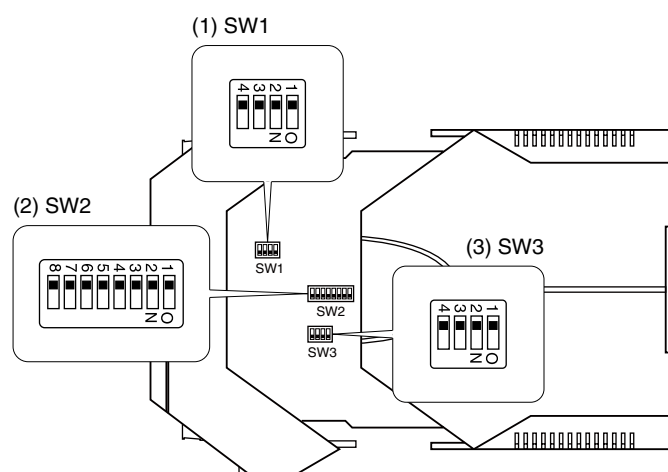 (1) SW1
4 3 2 1
N O
(2) SW2
SW1
(3) SW3
8 7 6 5 4 3 2 1
N O
SW2
SW3
4 3 2 1
N O